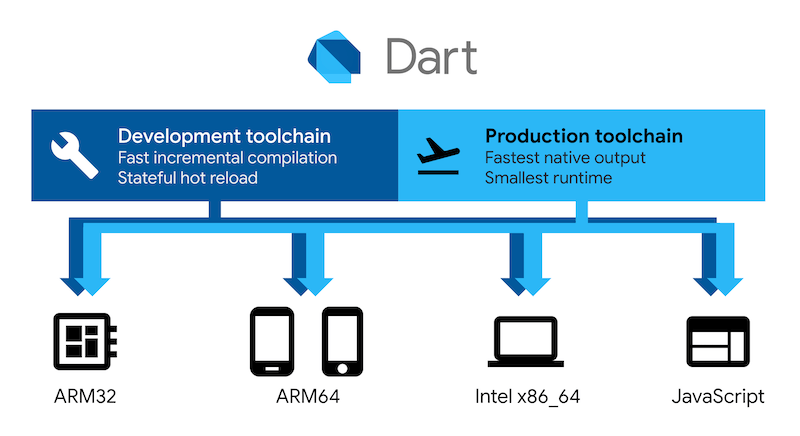 Dart
Development toolchain
Fast incremental compilation
Stateful hot reload
Production toolchain
Fastest native output
Smallest runtime
ARM32
ARM64
Intel x86_64
JavaScript